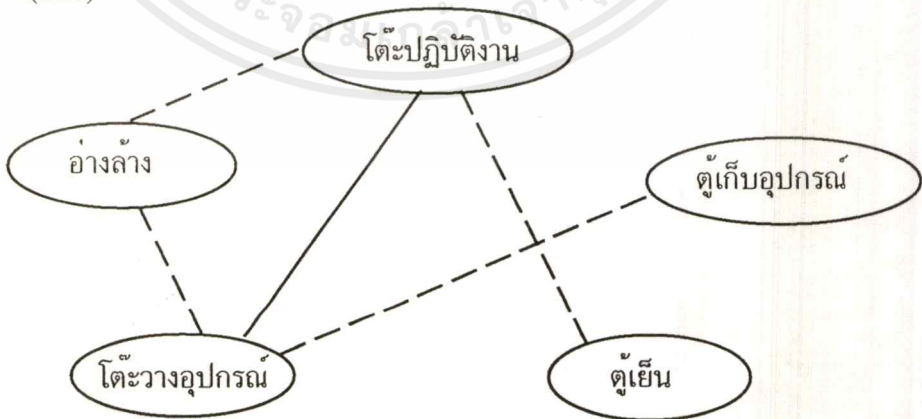 โต๊ะปฏิบัติงาน
อ่างล้าง
ตู้เก็บอุปกรณ์
โต๊ะวางอุปกรณ์
ตู้เย็น